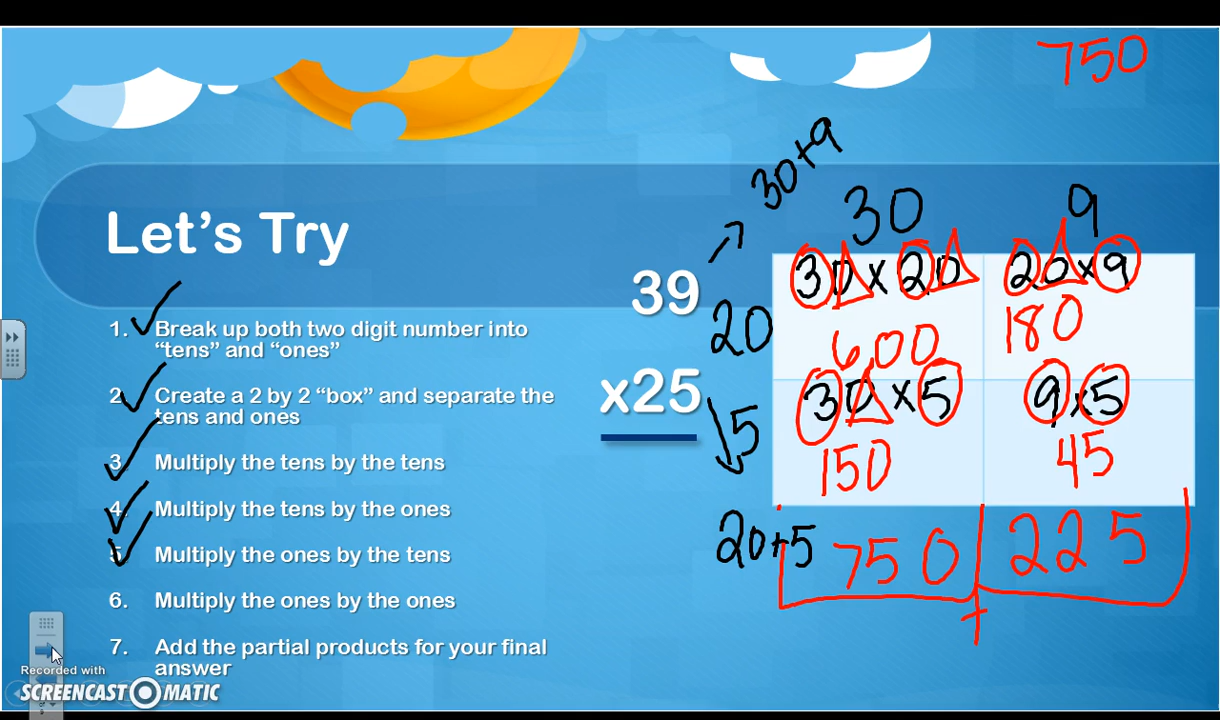 750
30+9
Let's Try
30 9
39
x25
20
5
20+5
30 x 20
600
20 x 9
180
30 x 5
150
9 x 5
45
750 + 225
1. Break up both two digit number into
"tens" and "ones"
2. Create a 2 by 2 "box" and separate the
tens and ones
3. Multiply the tens by the tens
4. Multiply the tens by the ones
5. Multiply the ones by the tens
6. Multiply the ones by the ones
7. Add the partial products for your final
answer
Recorded with
SCREENCAST-O-MATIC